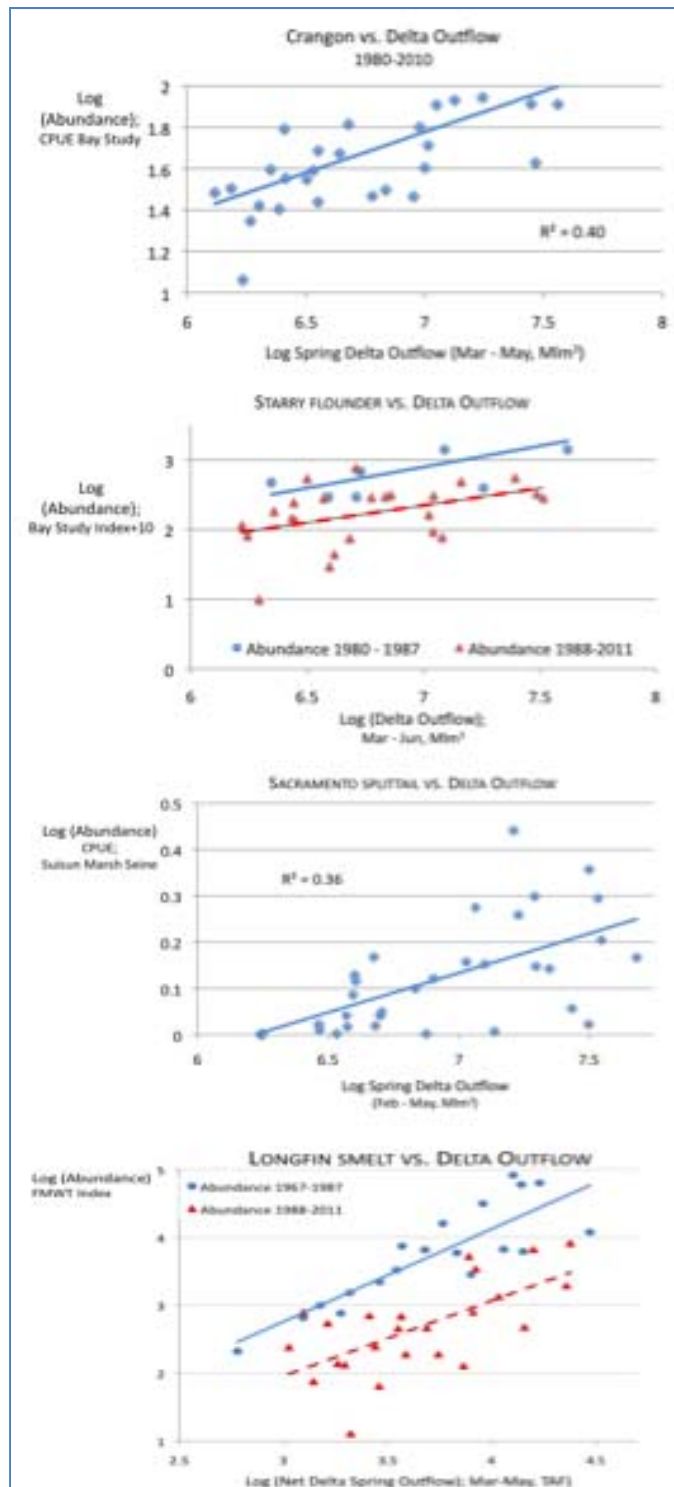 Crangon vs. Delta Outflow
1980-2010
Log
(Abundance);
CPUE Bay Study
2
1.8
1.6
1.4
1.2
1
R² = 0.40
6
6.5
7
7.5
8
Log Spring Delta Outflow (Mar - May, Mlm³)
STARRY FLOUNDER VS. DELTA OUTFLOW
Log
(Abundance);
Bay Study Index+10
3
2
1
0
Abundance 1980 - 1987
Abundance 1988-2011
6
6.5
7
7.5
8
Log (Delta Outflow);
Mar - Jun, Mlm³
SACRAMENTO SPLITTAIL VS. DELTA OUTFLOW
Log (Abundance)
CPUE;
Suisun Marsh Seine
0.5
0.4
0.3
0.2
0.1
0
R² = 0.36
6
6.5
7
7.5
Log Spring Delta Outflow
(Feb - May, Mlm³)
LONGFIN SMELT VS. DELTA OUTFLOW
Log (Abundance)
FMWT Index
5
4
3
2
1
Abundance 1967-1987
Abundance 1988-2011
2.5
3
3.5
4
4.5
5
Log (Net Delta Spring Outflow); Mar-May, TAF)